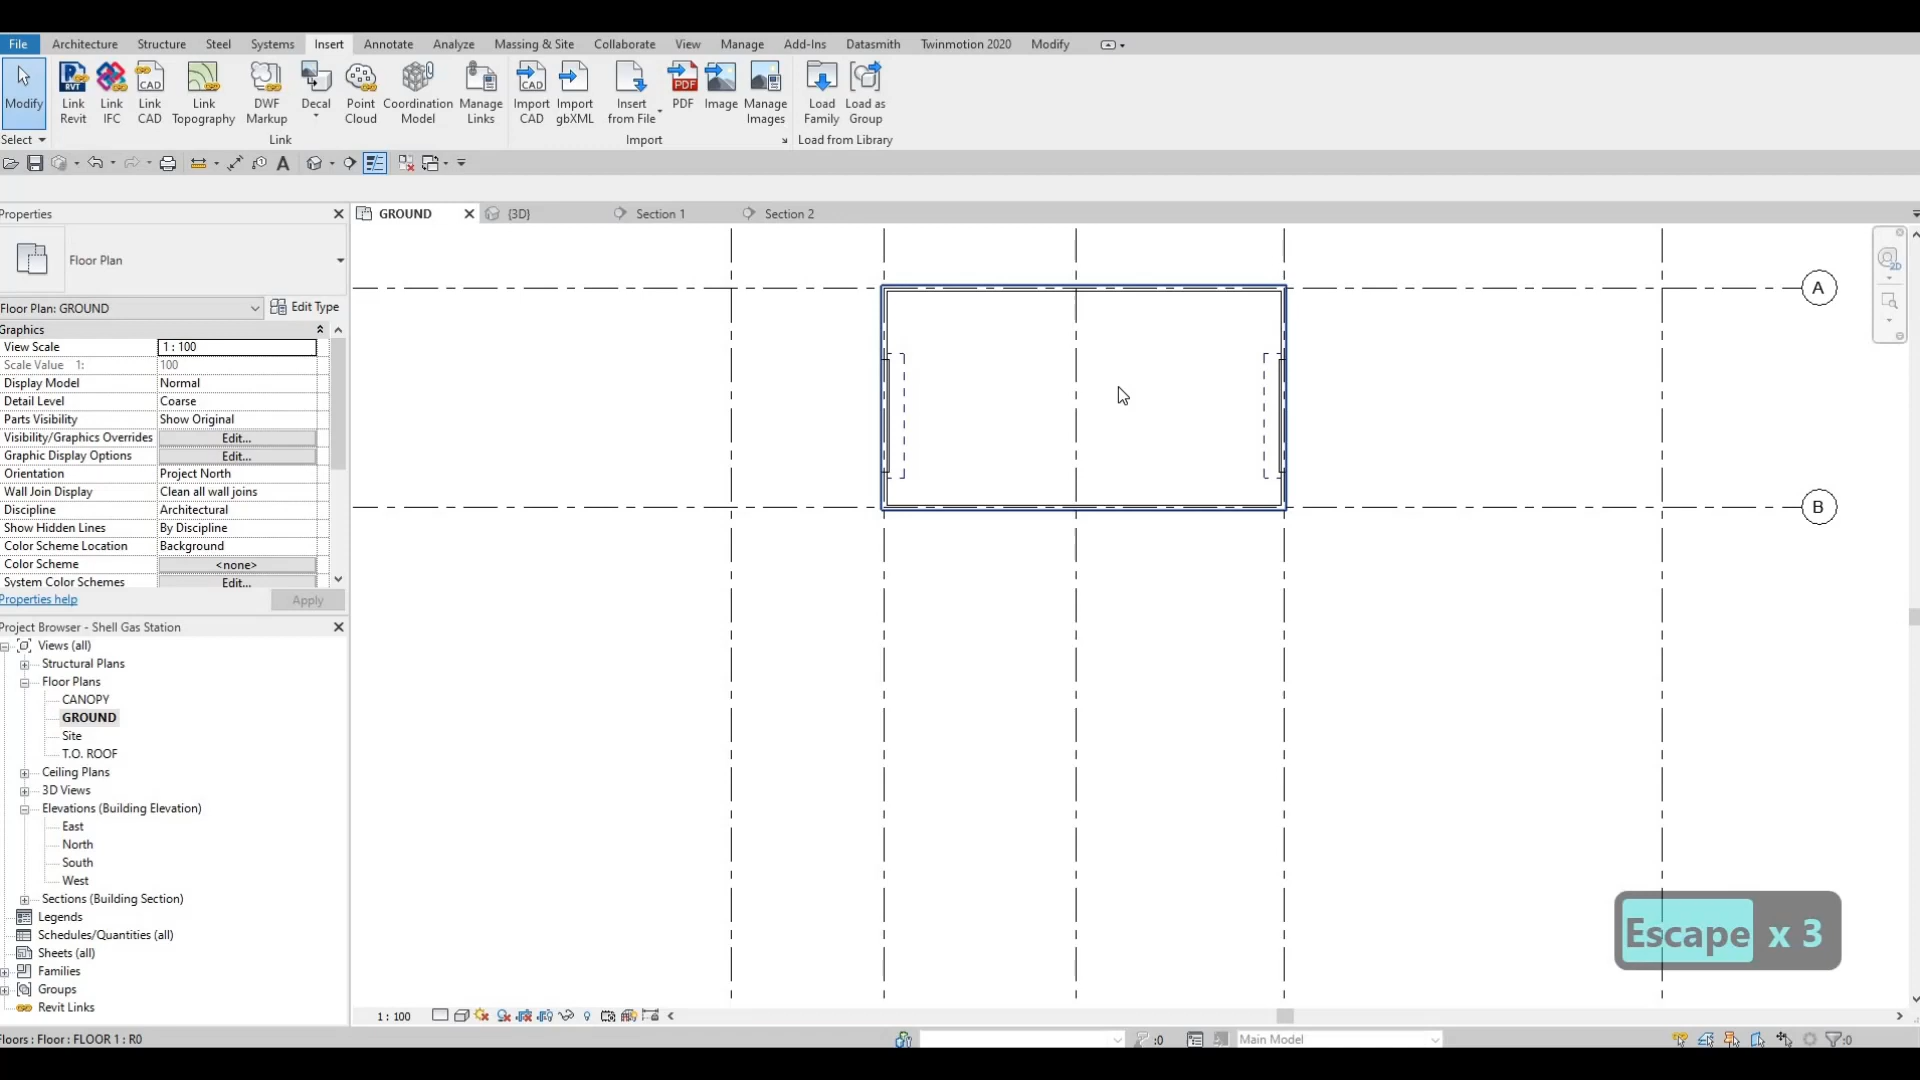 File Architecture Structure Steel Systems Insert Annotate Analyze Massing & Site Collaborate View Manage Add-Ins Datasmith Twinmotion 2020 Modify
Modify
Link Revit
Link IFC
Link CAD
Link Topography
DWF Markup
Decal
Point Cloud
Coordination Model
Manage Links
Import CAD
Import gbXML
Insert from File
PDF
Image
Manage Images
Load Family
Load as Group
Select Link Import Load from Library
Properties
GROUND {3D} Section 1 Section 2
Floor Plan
Floor Plan: GROUND Edit Type
Graphics
View Scale 1 : 100
Scale Value 1: 100
Display Model Normal
Detail Level Coarse
Parts Visibility Show Original
Visibility/Graphics Overrides Edit...
Graphic Display Options Edit...
Orientation Project North
Wall Join Display Clean all wall joins
Discipline Architectural
Show Hidden Lines By Discipline
Color Scheme Location Background
Color Scheme <none>
System Color Schemes Edit...
Properties help Apply
Project Browser - Shell Gas Station
Views (all)
Structural Plans
Floor Plans
CANOPY
GROUND
Site
T.O. ROOF
Ceiling Plans
3D Views
Elevations (Building Elevation)
East
North
South
West
Sections (Building Section)
Legends
Schedules/Quantities (all)
Sheets (all)
Families
Groups
Revit Links
A
B
2D
Escape x 3
1 : 100
Floors : Floor : FLOOR 1 : R0
:0
Main Model
:0